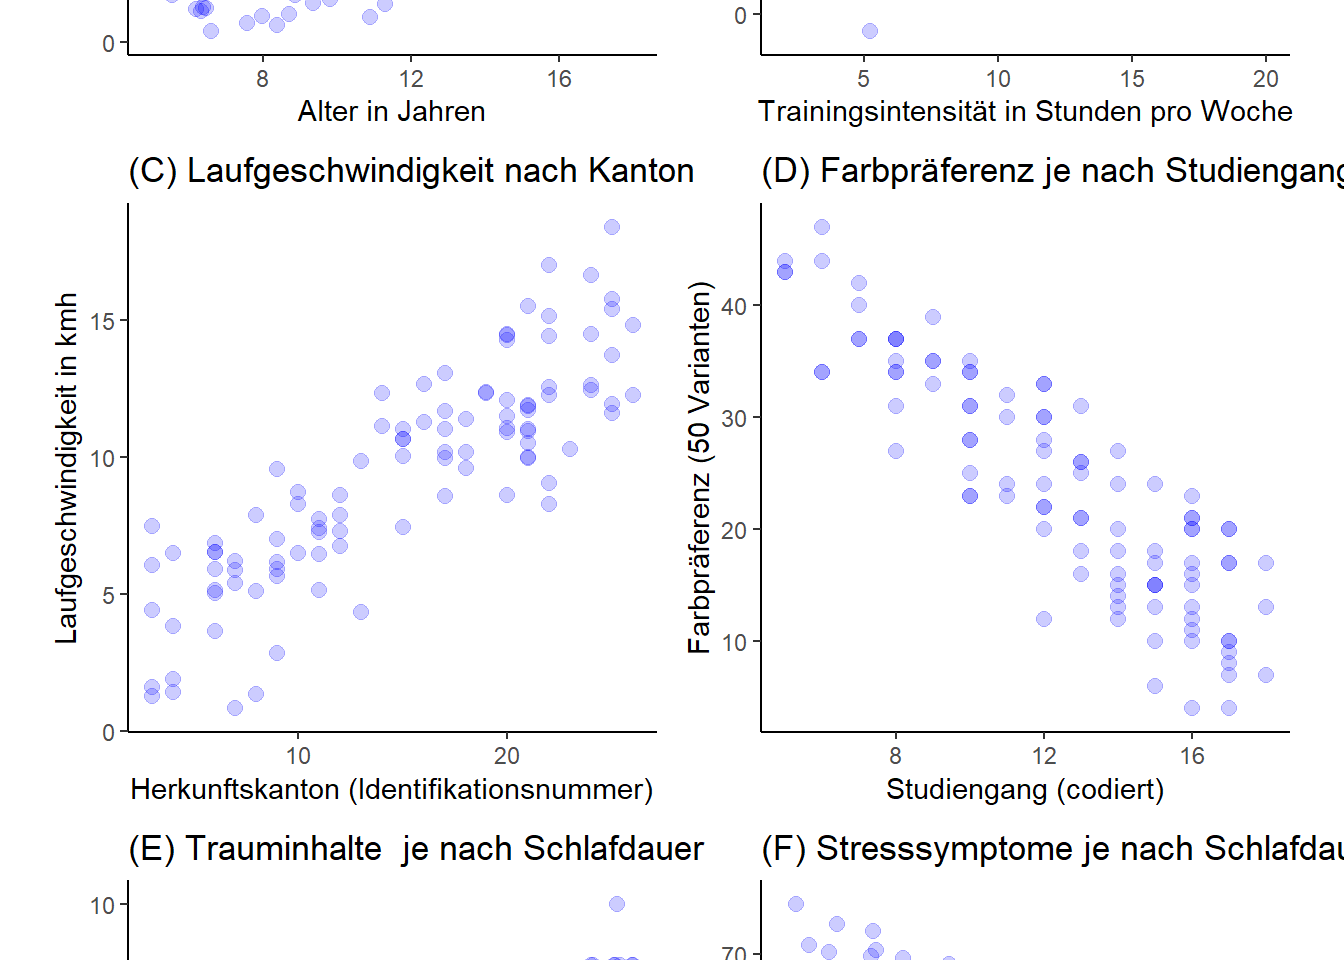 0
8 12 16
Alter in Jahren
0
5 10 15 20
Trainingsintensität in Stunden pro Woche
(C) Laufgeschwindigkeit nach Kanton
Laufgeschwindigkeit in kmh
15
10
5
0
10 20
Herkunftskanton (Identifikationsnummer)
(D) Farbpräferenz je nach Studiengang
Farbpräferenz (50 Varianten)
40
30
20
10
8 12 16
Studiengang (codiert)
(E) Trauminhalte  je nach Schlafdauer
10
(F) Stresssymptome je nach Schlafdau
70